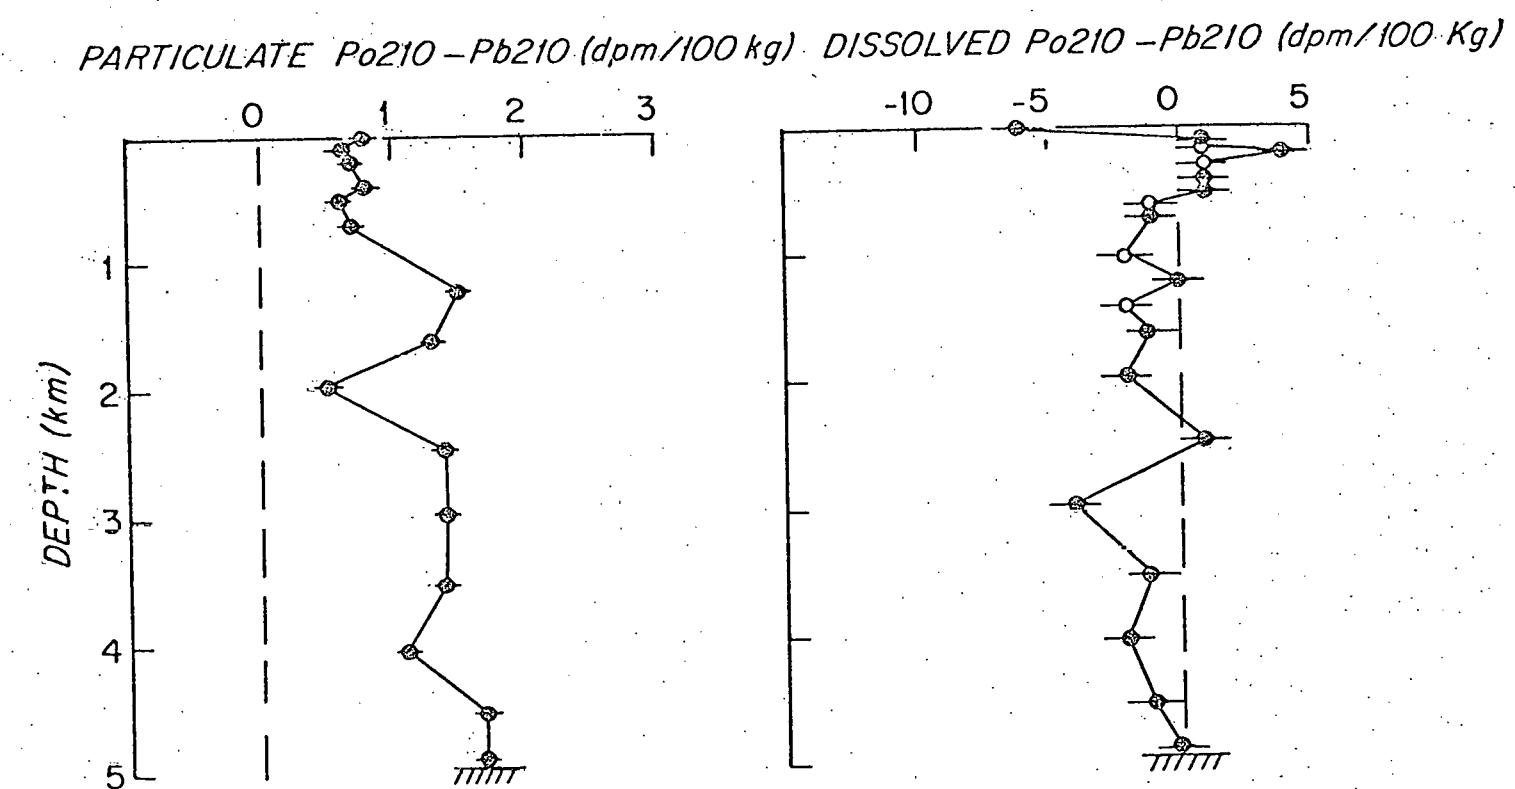 PARTICULATE Po210-Pb210 (dpm/100 kg) DISSOLVED Po210-Pb210 (dpm/100 Kg)
0 1 2 3 -10 -5 0 5
1
2
3
4
5
DEPTH (km)